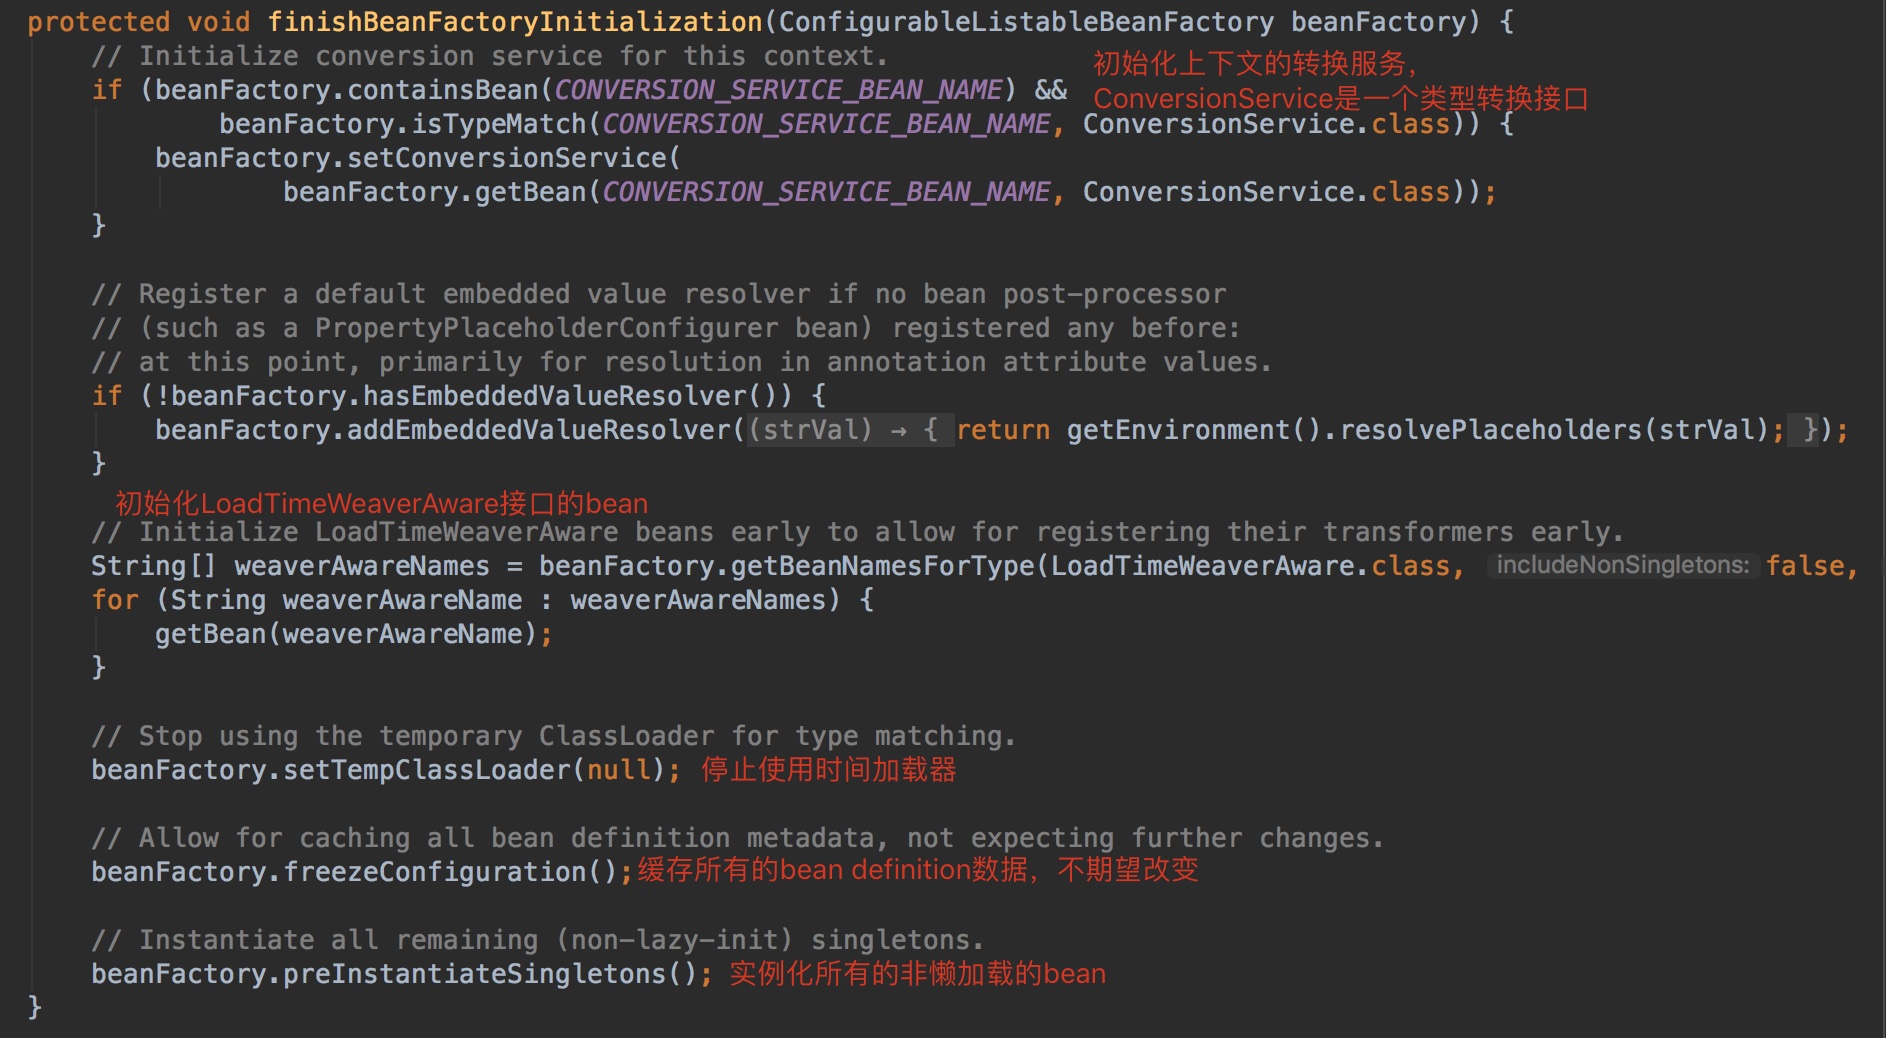 protected void finishBeanFactoryInitialization(ConfigurableListableBeanFactory beanFactory) {
// Initialize conversion service for this context.
初始化上下文的转换服务，
if (beanFactory.containsBean(CONVERSION_SERVICE_BEAN_NAME) &&
ConversionService是一个类型转换接口
beanFactory.isTypeMatch(CONVERSION_SERVICE_BEAN_NAME, ConversionService.class)) {
beanFactory.setConversionService(
beanFactory.getBean(CONVERSION_SERVICE_BEAN_NAME, ConversionService.class));
}
// Register a default embedded value resolver if no bean post-processor
// (such as a PropertyPlaceholderConfigurer bean) registered any before:
// at this point, primarily for resolution in annotation attribute values.
if (!beanFactory.hasEmbeddedValueResolver()) {
beanFactory.addEmbeddedValueResolver((strVal) → { return getEnvironment().resolvePlaceholders(strVal); });
}
初始化LoadTimeWeaverAware接口的bean
// Initialize LoadTimeWeaverAware beans early to allow for registering their transformers early.
String[] weaverAwareNames = beanFactory.getBeanNamesForType(LoadTimeWeaverAware.class, includeNonSingletons: false,
for (String weaverAwareName : weaverAwareNames) {
getBean(weaverAwareName);
}
// Stop using the temporary ClassLoader for type matching.
beanFactory.setTempClassLoader(null); 停止使用时间加载器
// Allow for caching all bean definition metadata, not expecting further changes.
beanFactory.freezeConfiguration();缓存所有的bean definition数据，不期望改变
// Instantiate all remaining (non-lazy-init) singletons.
beanFactory.preInstantiateSingletons(); 实例化所有的非懒加载的bean
}